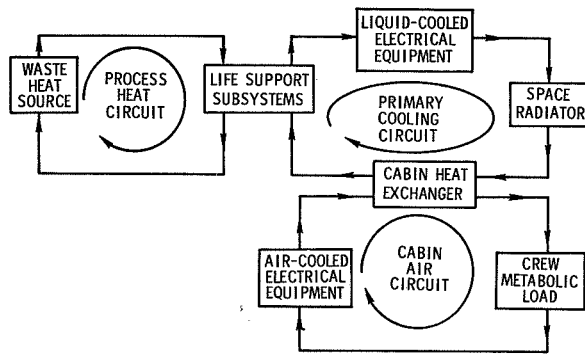 WASTE
HEAT
SOURCE
PROCESS
HEAT
CIRCUIT
LIFE SUPPORT
SUBSYSTEMS
LIQUID-COOLED
ELECTRICAL
EQUIPMENT
PRIMARY
COOLING
CIRCUIT
SPACE
RADIATOR
CABIN HEAT
EXCHANGER
AIR-COOLED
ELECTRICAL
EQUIPMENT
CABIN
AIR
CIRCUIT
CREW
METABOLIC
LOAD